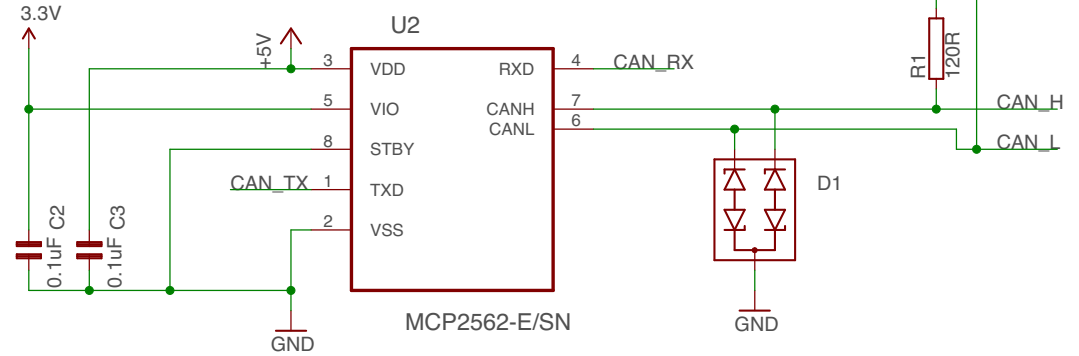 3.3V
U2
+5V
3
VDD
RXD
4
CAN_RX
R1
120R
5
VIO
CANH
7
CAN_H
CANL
6
8
STBY
CAN_L
CAN_TX
1
TXD
D1
2
VSS
C2
0.1uF
C3
0.1uF
MCP2562-E/SN
GND
GND